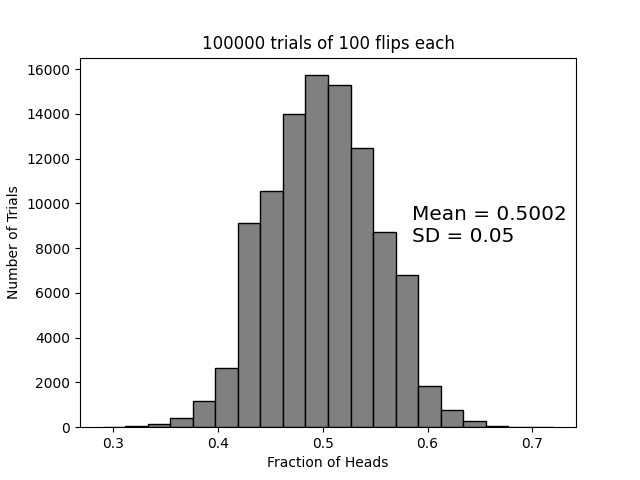 100000 trials of 100 flips each
16000
14000
12000
10000
8000
6000
4000
2000
0
Number of Trials
Mean = 0.5002
SD = 0.05
0.3 0.4 0.5 0.6 0.7
Fraction of Heads